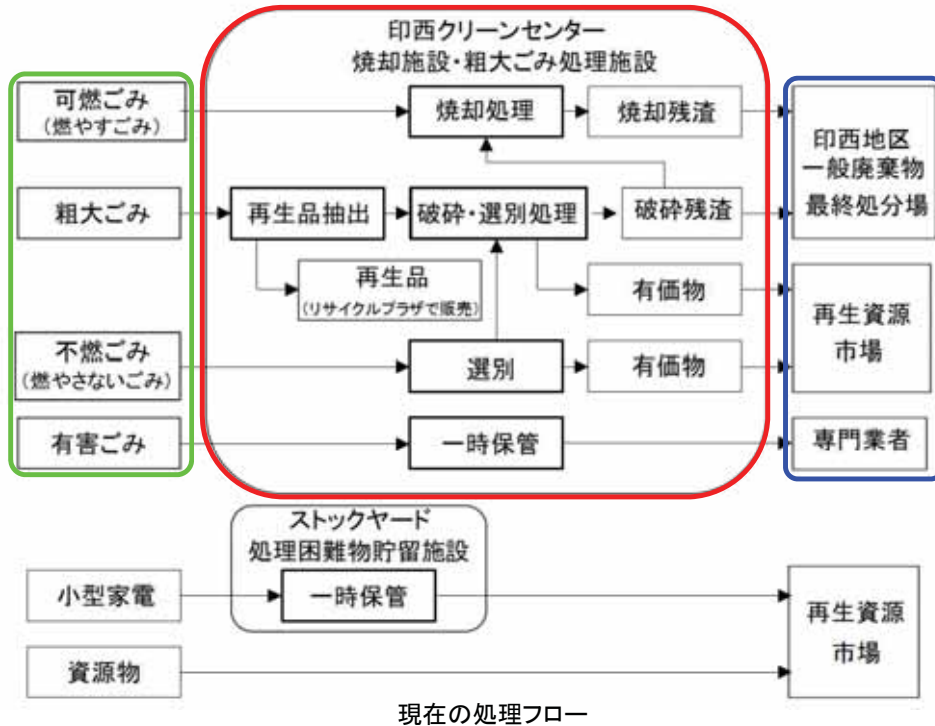 印西クリーンセンター
焼却施設・粗大ごみ処理施設
可燃ごみ
(燃やすごみ)
焼却処理
焼却残渣
印西地区
一般廃棄物
最終処分場
粗大ごみ
再生品抽出
破砕・選別処理
破砕残渣
再生品
(リサイクルプラザで販売)
有価物
再生資源
市場
不燃ごみ
(燃やさないごみ)
選別
有価物
有害ごみ
一時保管
専門業者
ストックヤード
処理困難物貯留施設
小型家電
一時保管
再生資源
市場
資源物
現在の処理フロー